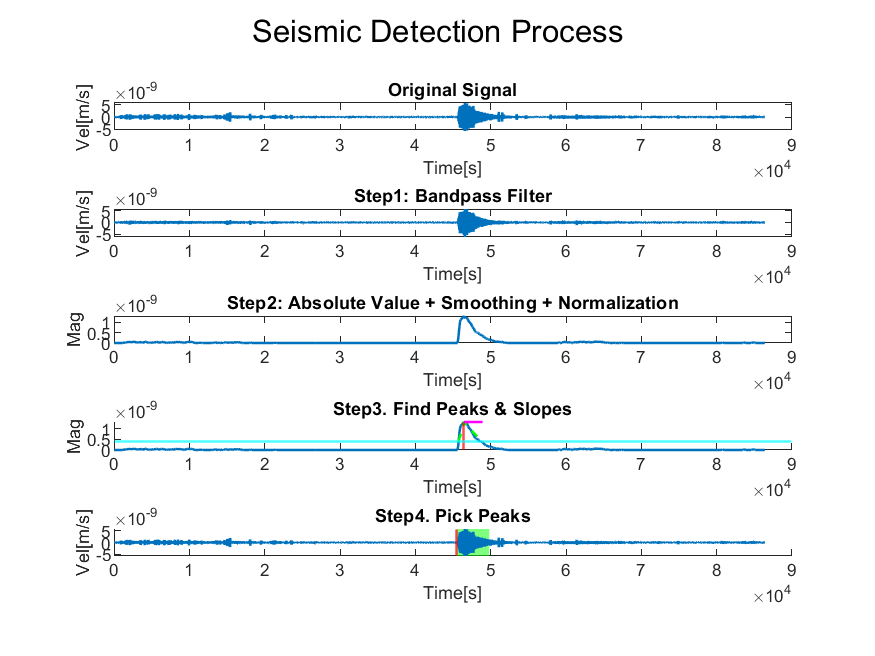 Seismic Detection Process
Original Signal
×10-9
Vel[m/s]
5
0
-5
0 1 2 3 4 5 6 7 8 9
Time[s]
×104
Step1: Bandpass Filter
×10-9
Vel[m/s]
5
0
-5
0 1 2 3 4 5 6 7 8 9
Time[s]
×104
Step2: Absolute Value + Smoothing + Normalization
×10-9
Mag
1
0.5
0
0 1 2 3 4 5 6 7 8 9
Time[s]
×104
Step3. Find Peaks & Slopes
×10-9
Mag
1
0.5
0
0 1 2 3 4 5 6 7 8 9
Time[s]
×104
Step4. Pick Peaks
×10-9
Vel[m/s]
5
0
-5
0 1 2 3 4 5 6 7 8 9
Time[s]
×104